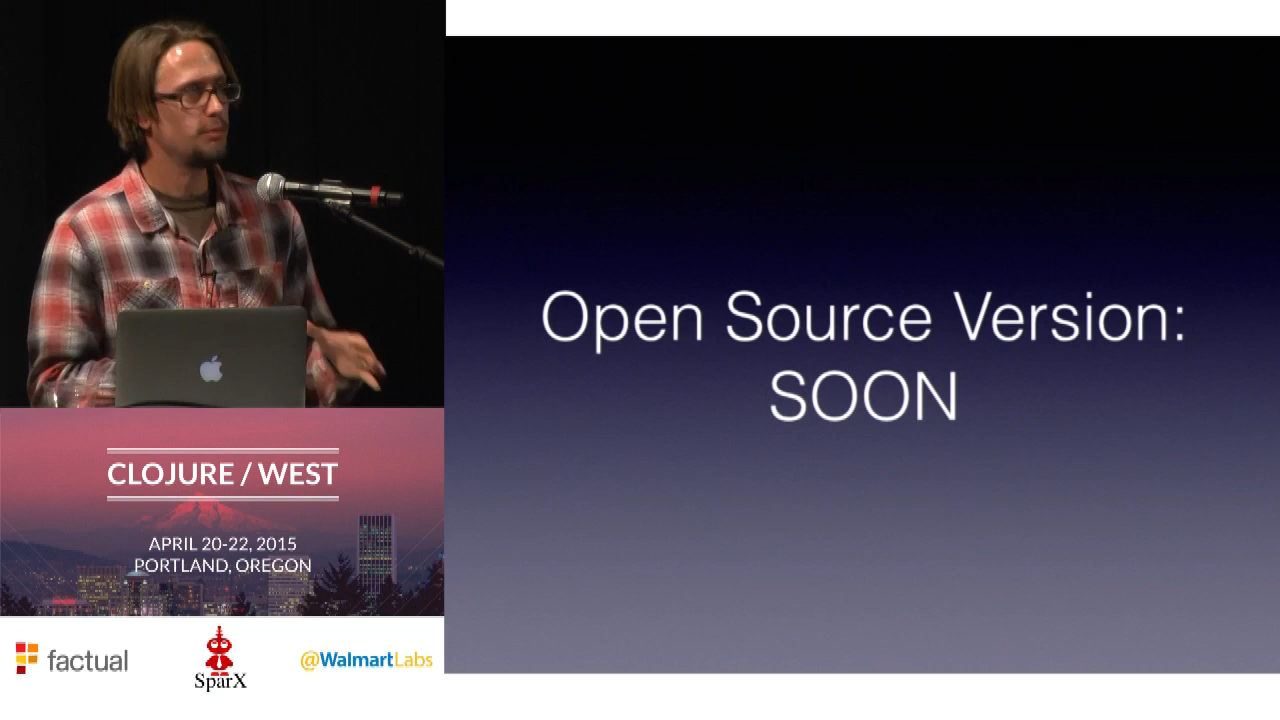 Open Source Version:
SOON
CLOJURE / WEST
APRIL 20-22, 2015
PORTLAND, OREGON
factual
SparX
@WalmartLabs